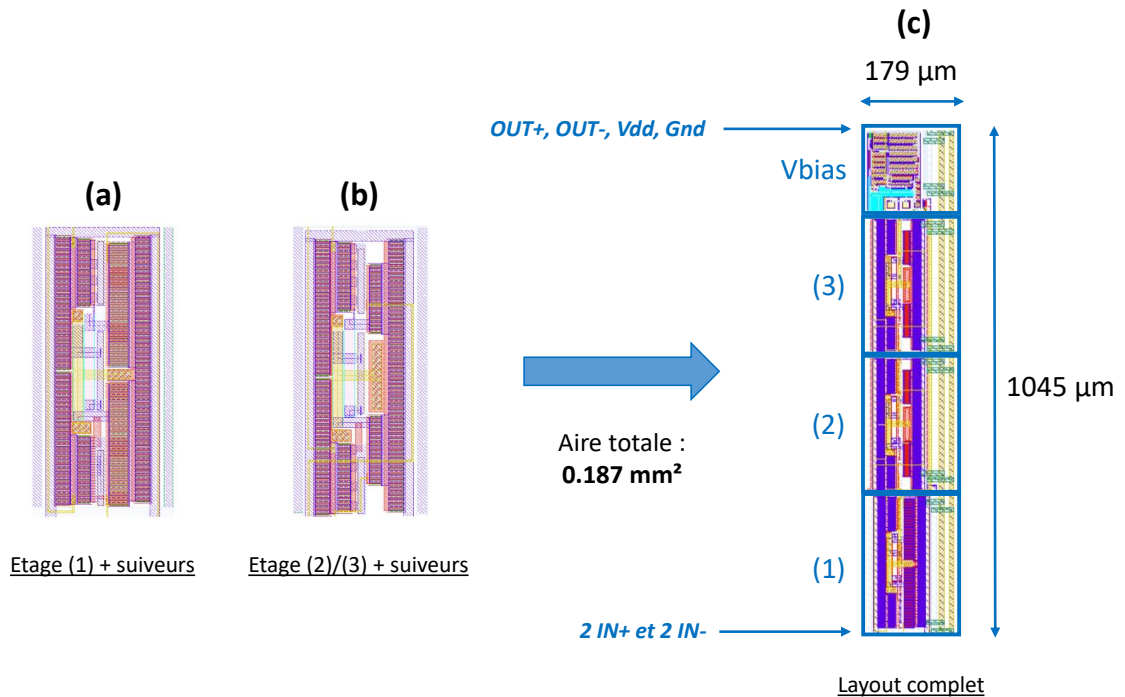 (c)
179 µm
OUT+, OUT-, Vdd, Gnd
Vbias
(a)
(b)
(3)
1045 µm
(2)
Aire totale :
0.187 mm²
Etage (1) + suiveurs
Etage (2)/(3) + suiveurs
(1)
2 IN+ et 2 IN-
Layout complet